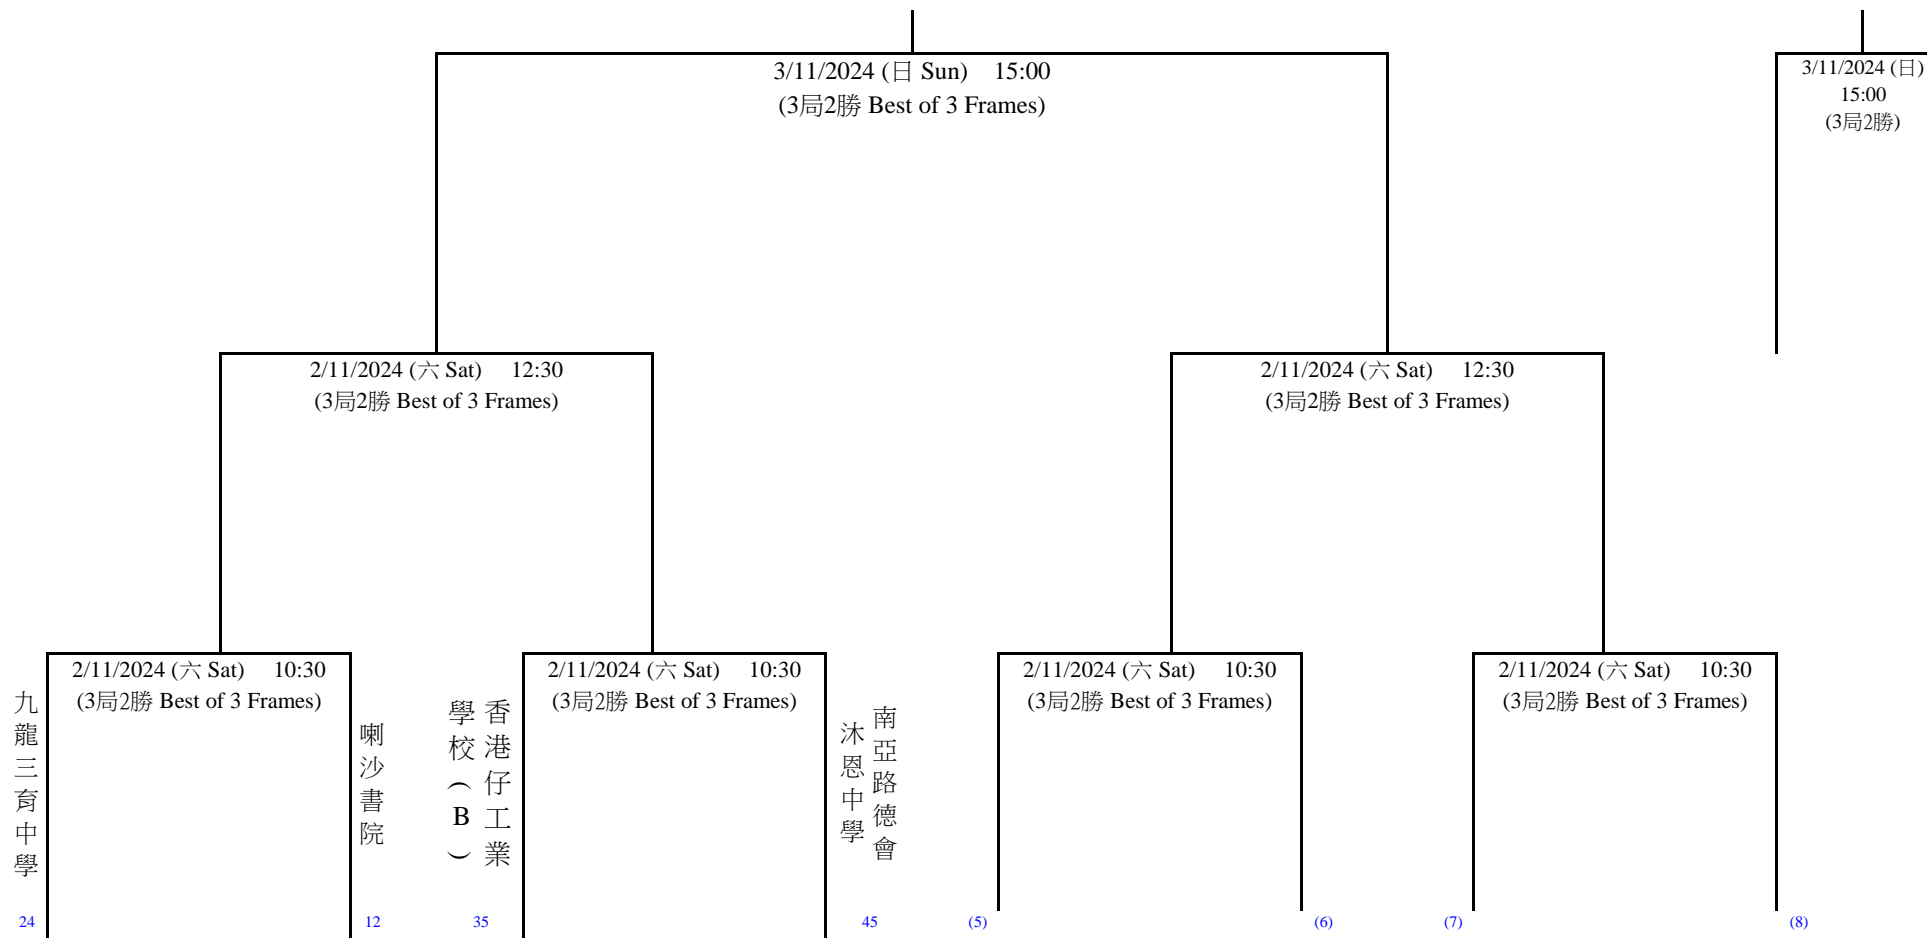 3/11/2024 (日 Sun) 15:00
(3局2勝 Best of 3 Frames)
3/11/2024 (日)
15:00
(3局2勝)
2/11/2024 (六 Sat) 12:30
(3局2勝 Best of 3 Frames)
2/11/2024 (六 Sat) 12:30
(3局2勝 Best of 3 Frames)
2/11/2024 (六 Sat) 10:30
(3局2勝 Best of 3 Frames)
2/11/2024 (六 Sat) 10:30
(3局2勝 Best of 3 Frames)
2/11/2024 (六 Sat) 10:30
(3局2勝 Best of 3 Frames)
2/11/2024 (六 Sat) 10:30
(3局2勝 Best of 3 Frames)
九龍三育中學
喇沙書院
香港仔工業
學校(B)
南亞路德會
沐恩中學
24
12
35
45
(5)
(6)
(7)
(8)